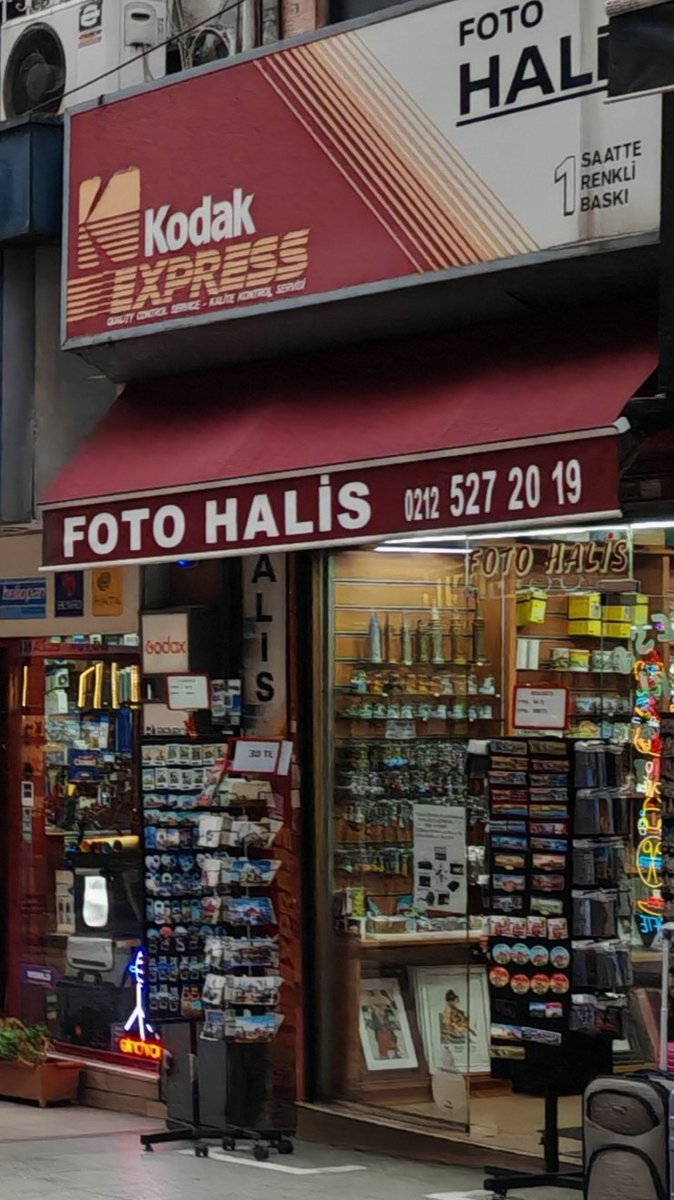 FOTO
HALİ
1 SAATTE
RENKLİ
BASKI
K
Kodak
EXPRESS
QUALITY CONTROL SERVICE - KALİTE KONTROL SERVİSİ
FOTO HALİS 0212 527 20 19
FOTO HALIS
ALIS
heliopan
Godox
30 TL